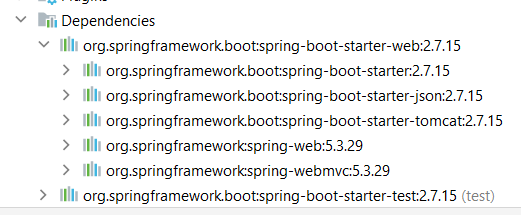 Dependencies
org.springframework.boot:spring-boot-starter-web:2.7.15
org.springframework.boot:spring-boot-starter:2.7.15
org.springframework.boot:spring-boot-starter-json:2.7.15
org.springframework.boot:spring-boot-starter-tomcat:2.7.15
org.springframework:spring-web:5.3.29
org.springframework:spring-webmvc:5.3.29
org.springframework.boot:spring-boot-starter-test:2.7.15 (test)